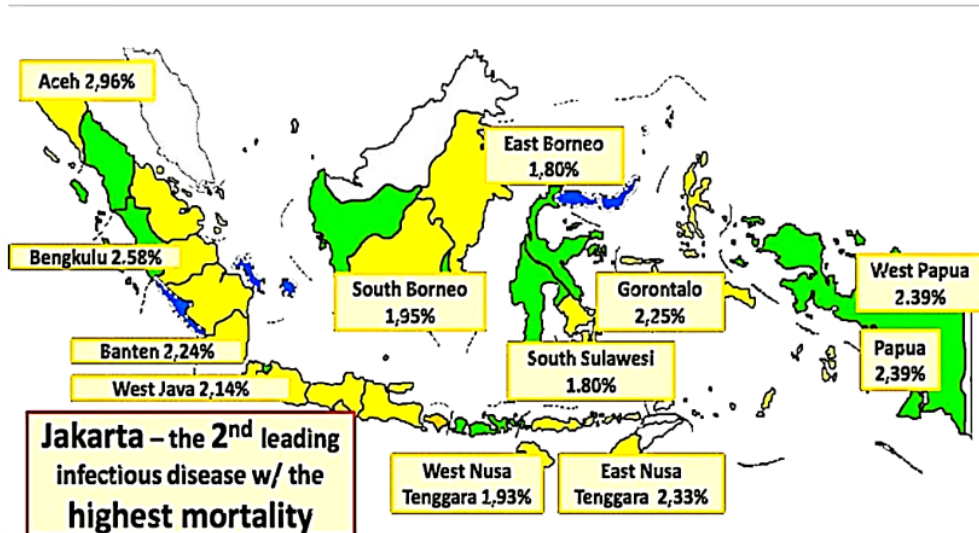 Aceh 2,96%
East Borneo
1,80%
Bengkulu 2.58%
South Borneo
1,95%
Gorontalo
2,25%
West Papua
2.39%
Banten 2,24%
South Sulawesi
1.80%
Papua
2,39%
West Java 2,14%
Jakarta – the 2nd leading
infectious disease w/ the
highest mortality
West Nusa
Tenggara 1,93%
East Nusa
Tenggara 2,33%